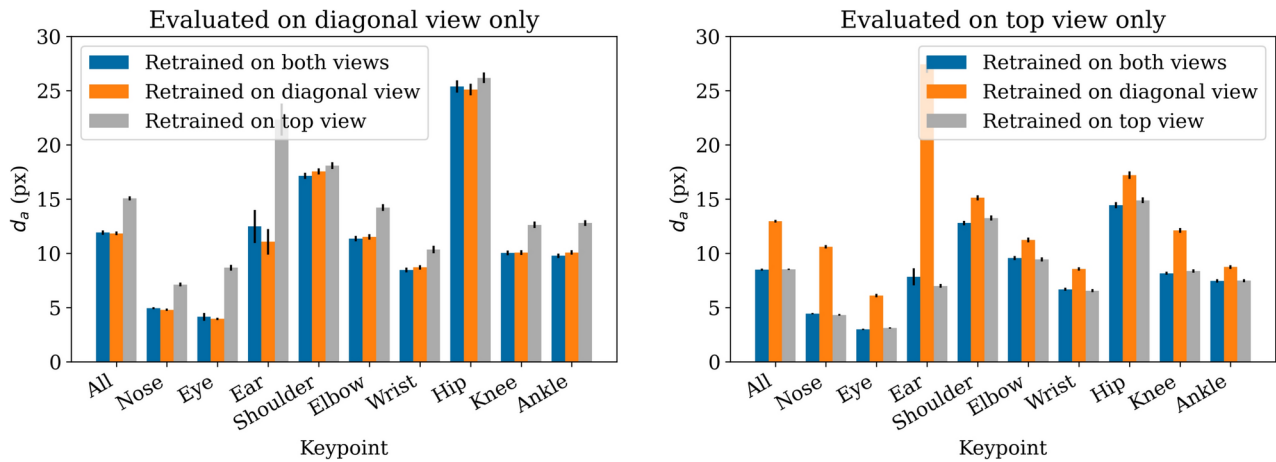 Evaluated on diagonal view only
30
25
20
15
10
5
0
d_a (px)
Retrained on both views
Retrained on diagonal view
Retrained on top view
All
Nose
Eye
Ear
Shoulder
Elbow
Wrist
Hip
Knee
Ankle
Keypoint
Evaluated on top view only
30
25
20
15
10
5
0
d_a (px)
Retrained on both views
Retrained on diagonal view
Retrained on top view
All
Nose
Eye
Ear
Shoulder
Elbow
Wrist
Hip
Knee
Ankle
Keypoint